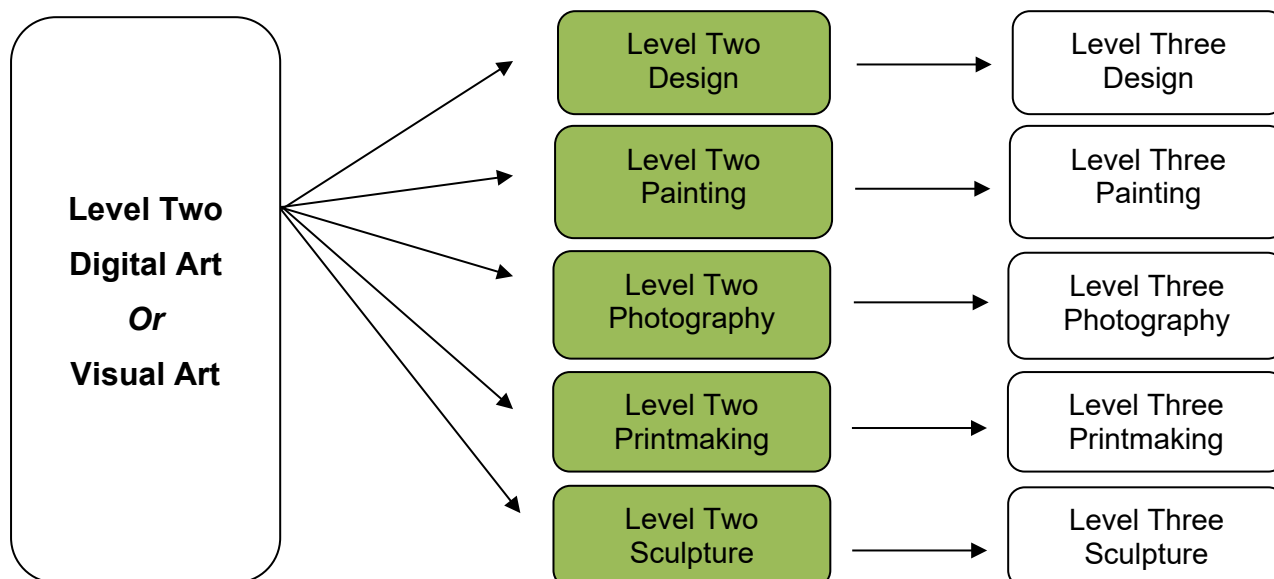 Level Two
Digital Art
Or
Visual Art
Level Two
Design
Level Three
Design
Level Two
Painting
Level Three
Painting
Level Two
Photography
Level Three
Photography
Level Two
Printmaking
Level Three
Printmaking
Level Two
Sculpture
Level Three
Sculpture